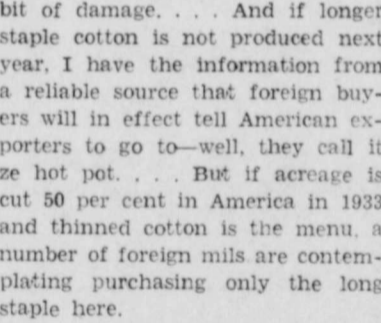 bit of damage. . . . And if longer
staple cotton is not produced next
year, I have the information from
a reliable source that foreign buy-
ers will in effect tell American ex-
porters to go to—well, they call it
ze hot pot. . . . But if acreage is
cut 50 per cent in America in 1933
and thinned cotton is the menu, a
number of foreign mils are contem-
plating purchasing only the long
staple here.